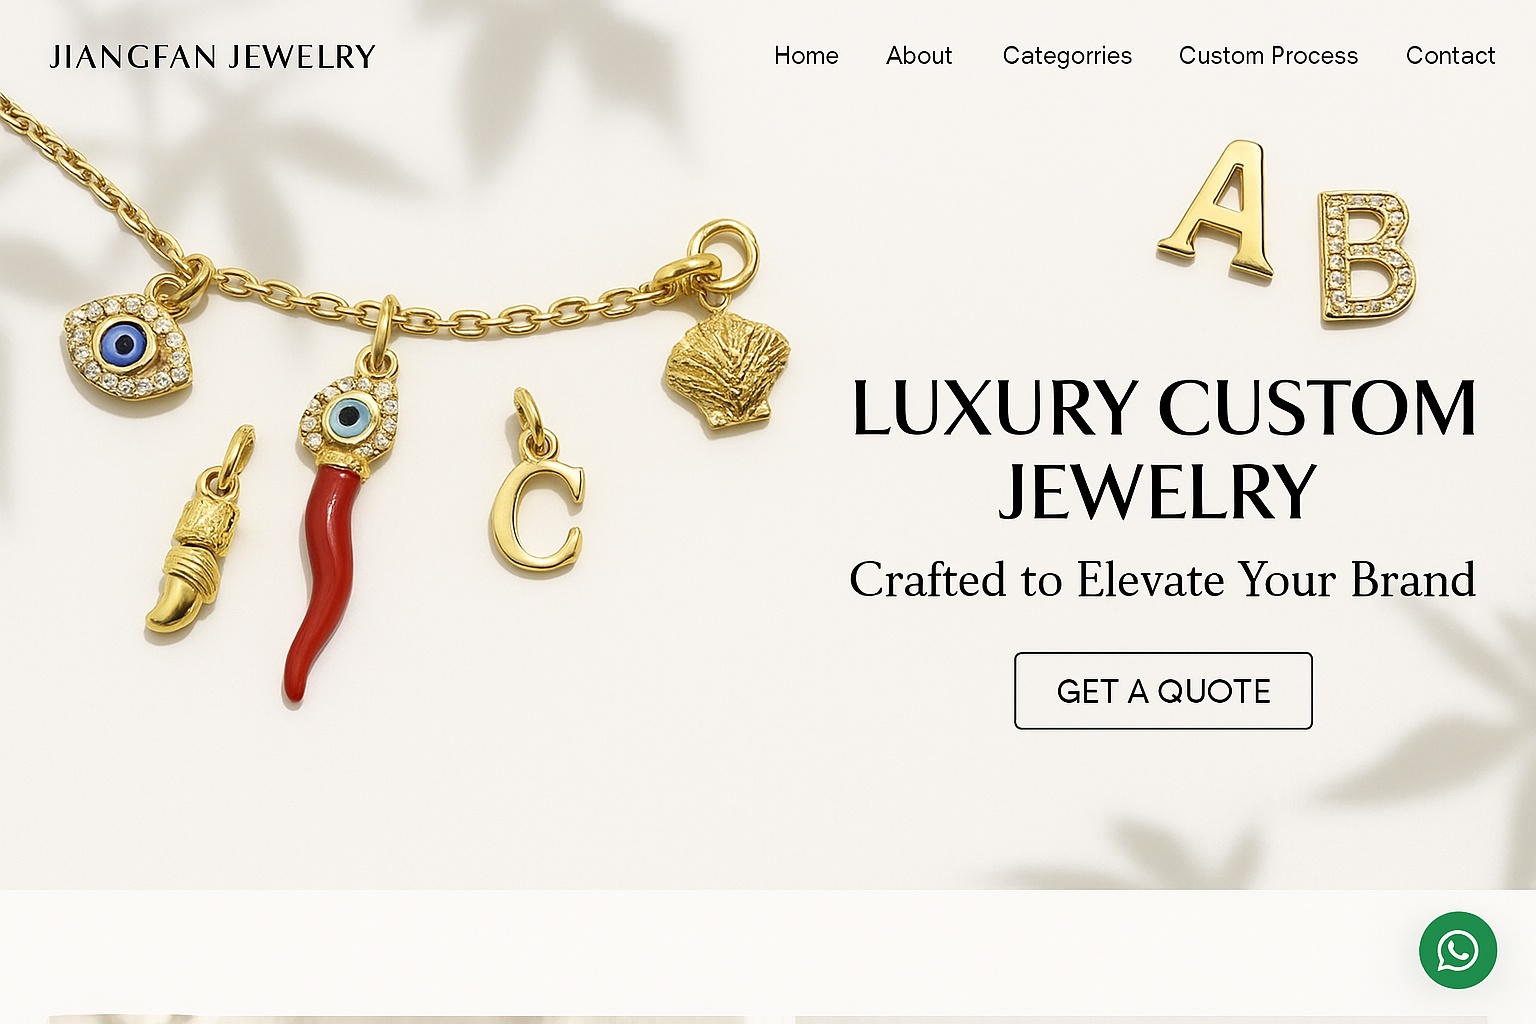 JIANGFAN JEWELRY
Home About Categorries Custom Process Contact
A
B
C
LUXURY CUSTOM
JEWELRY
Crafted to Elevate Your Brand
GET A QUOTE